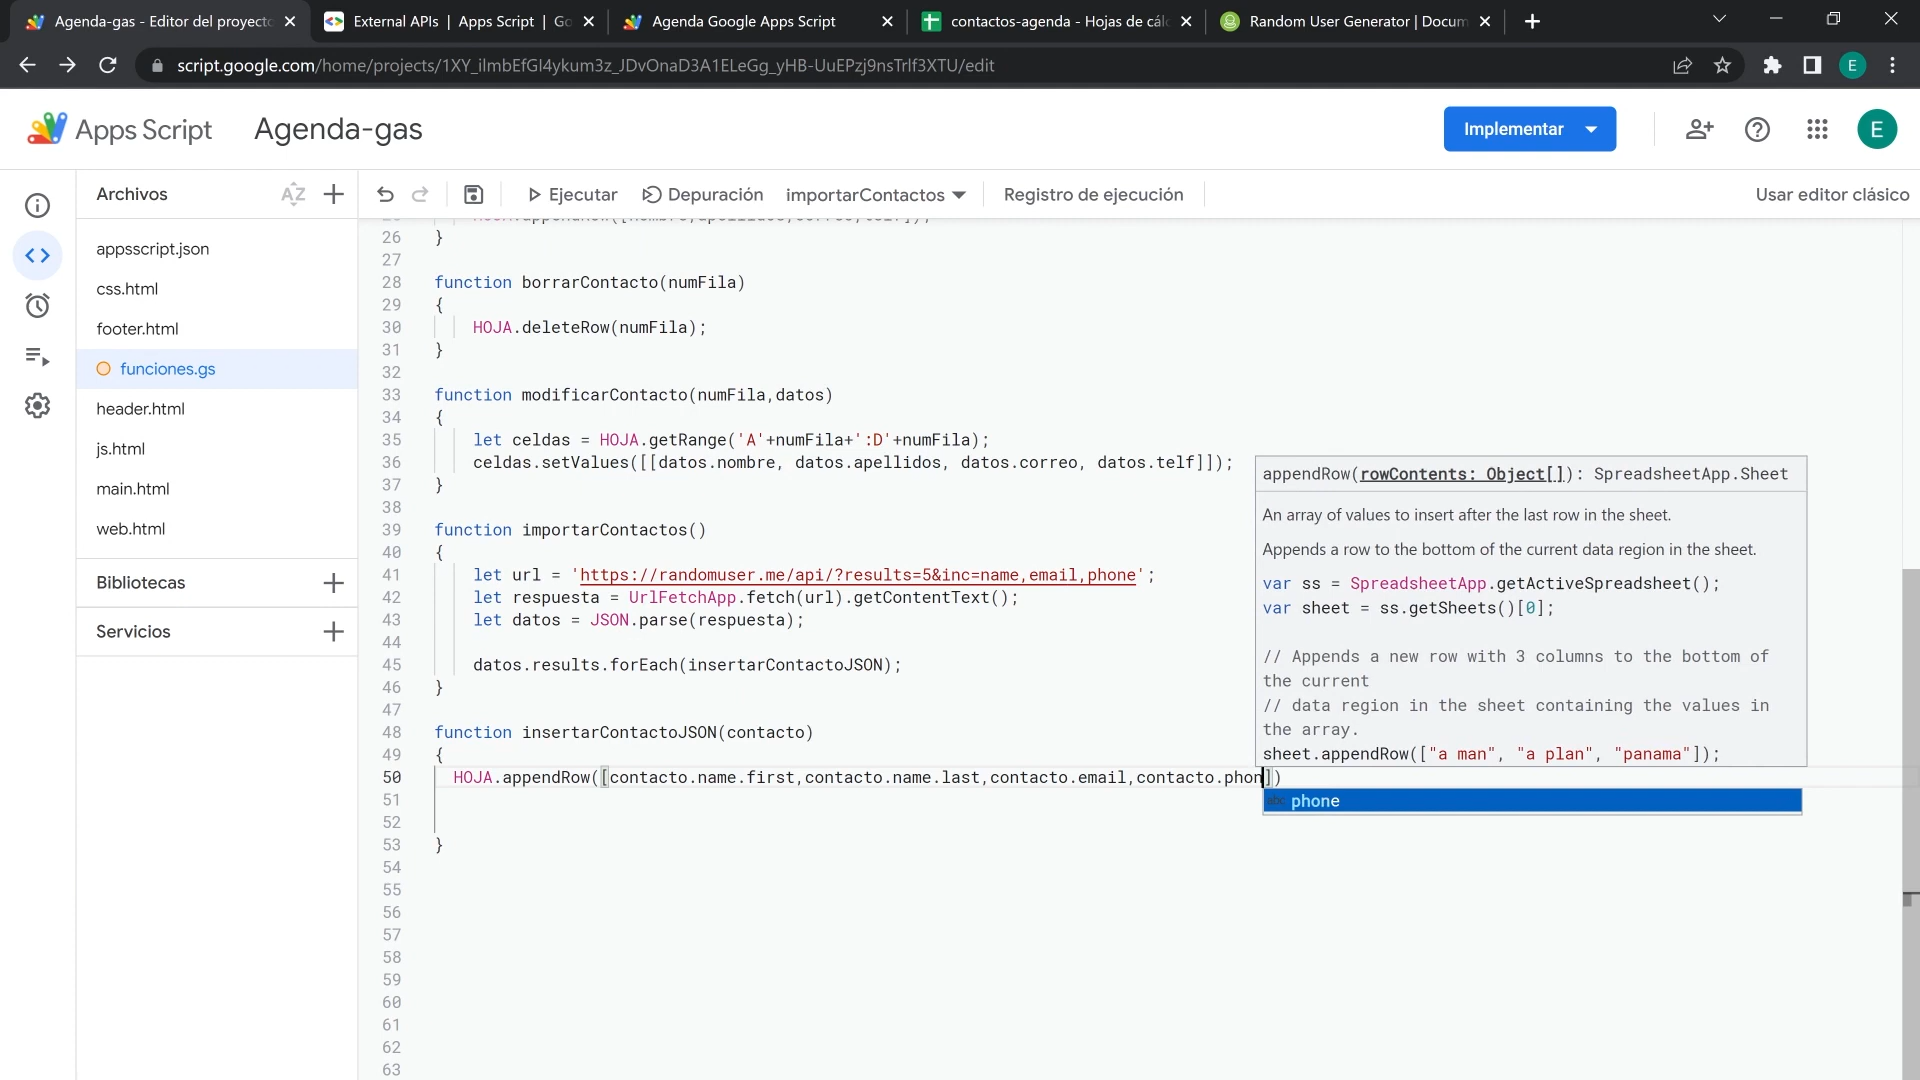 Agenda-gas - Editor del proyecto
External APIs | Apps Script | Go
Agenda Google Apps Script
contactos-agenda - Hojas de cálc
Random User Generator | Docum
script.google.com/home/projects/1XY_ilmbEfGI4ykum3z_JDvOnaD3A1ELeGg_yHB-UuEPzj9nsTrlf3XTU/edit
E
Apps Script
Agenda-gas
Implementar
E
Archivos
Ejecutar
Depuración
importarContactos
Registro de ejecución
Usar editor clásico
appsscript.json
css.html
footer.html
funciones.gs
header.html
js.html
main.html
web.html
Bibliotecas
Servicios
26 }
27
28 function borrarContacto(numFila)
29 {
30 HOJA.deleteRow(numFila);
31 }
32
33 function modificarContacto(numFila,datos)
34 {
35 let celdas = HOJA.getRange('A'+numFila+':D'+numFila);
36 celdas.setValues([[datos.nombre, datos.apellidos, datos.correo, datos.telf]]);
37 }
38
39 function importarContactos()
40 {
41 let url = 'https://randomuser.me/api/?results=5&inc=name,email,phone';
42 let respuesta = UrlFetchApp.fetch(url).getContentText();
43 let datos = JSON.parse(respuesta);
44
45 datos.results.forEach(insertarContactoJSON);
46 }
47
48 function insertarContactoJSON(contacto)
49 {
50 HOJA.appendRow([contacto.name.first,contacto.name.last,contacto.email,contacto.phon])
51
52
53 }
54
55
56
57
58
59
60
61
62
63
appendRow(rowContents: Object[]): SpreadsheetApp.Sheet
An array of values to insert after the last row in the sheet.
Appends a row to the bottom of the current data region in the sheet.
var ss = SpreadsheetApp.getActiveSpreadsheet();
var sheet = ss.getSheets()[0];
// Appends a new row with 3 columns to the bottom of
the current
// data region in the sheet containing the values in
the array.
sheet.appendRow(["a man", "a plan", "panama"]);
abc phone